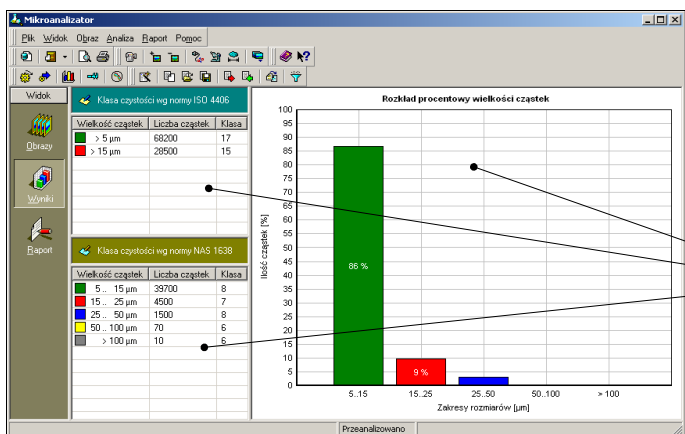 Mikroanalizator
Plik Widok Obraz Analiza Raport Pomoc
Widok
Obrazy
Wyniki
Raport
Klasa czystości wg normy ISO 4406
Wielkość cząstek Liczba cząstek Klasa
> 5 µm 68200 17
> 15 µm 28500 15
Klasa czystości wg normy NAS 1638
Wielkość cząstek Liczba cząstek Klasa
5 .. 15 µm 39700 8
15 .. 25 µm 4500 7
25 .. 50 µm 1500 8
50 .. 100 µm 70 6
> 100 µm 10 6
Rozkład procentowy wielkości cząstek
Ilość cząstek [%]
100
95
90
85
80
75
70
65
60
55
50
45
40
35
30
25
20
15
10
5
0
86 %
9 %
5..15 15..25 25..50 50..100 > 100
Zakresy rozmiarów [µm]
Przeanalizowano